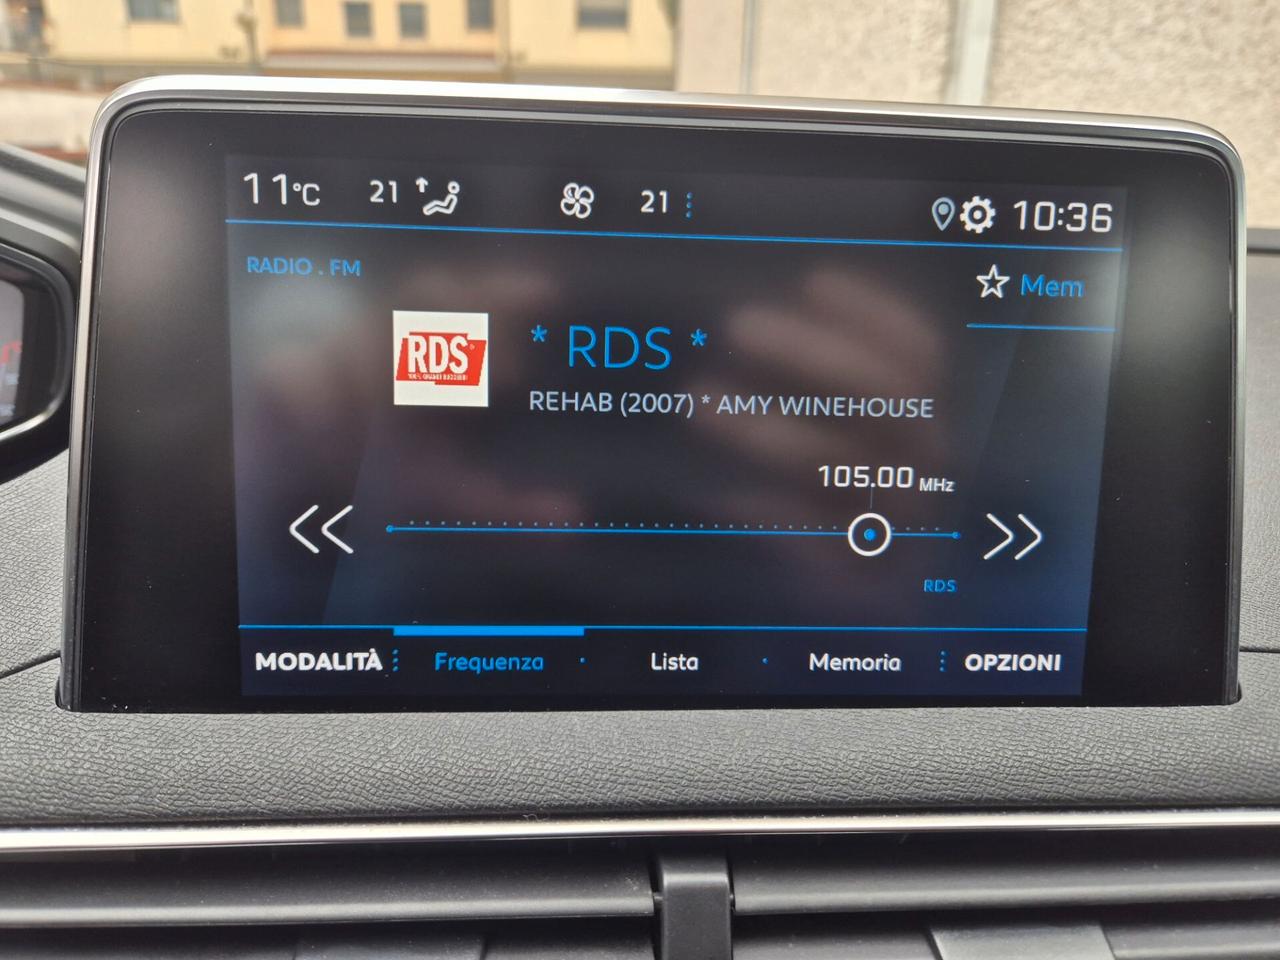 11°C 21 21 10:36
RADIO . FM
Mem
RDS
* RDS *
REHAB (2007) * AMY WINEHOUSE
105.00 MHz
RDS
MODALITÀ Frequenza Lista Memoria OPZIONI